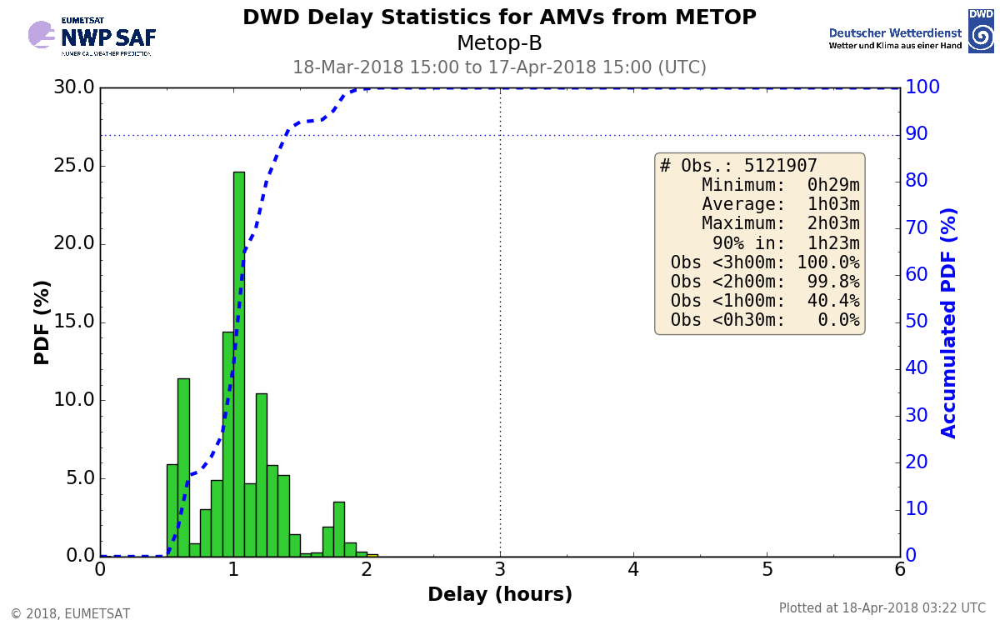 EUMETSAT
NWP SAF
NUMERICAL WEATHER PREDICTION
DWD Delay Statistics for AMVs from METOP
Metop-B
18-Mar-2018 15:00 to 17-Apr-2018 15:00 (UTC)
DWD
Deutscher Wetterdienst
Wetter und Klima aus einer Hand
30.0
25.0
20.0
15.0
10.0
5.0
0.0
PDF (%)
100
90
80
70
60
50
40
30
20
10
0
Accumulated PDF (%)
# Obs.: 5121907
Minimum: 0h29m
Average: 1h03m
Maximum: 2h03m
90% in: 1h23m
Obs <3h00m: 100.0%
Obs <2h00m: 99.8%
Obs <1h00m: 40.4%
Obs <0h30m: 0.0%
0 1 2 3 4 5 6
Delay (hours)
© 2018, EUMETSAT
Plotted at 18-Apr-2018 03:22 UTC